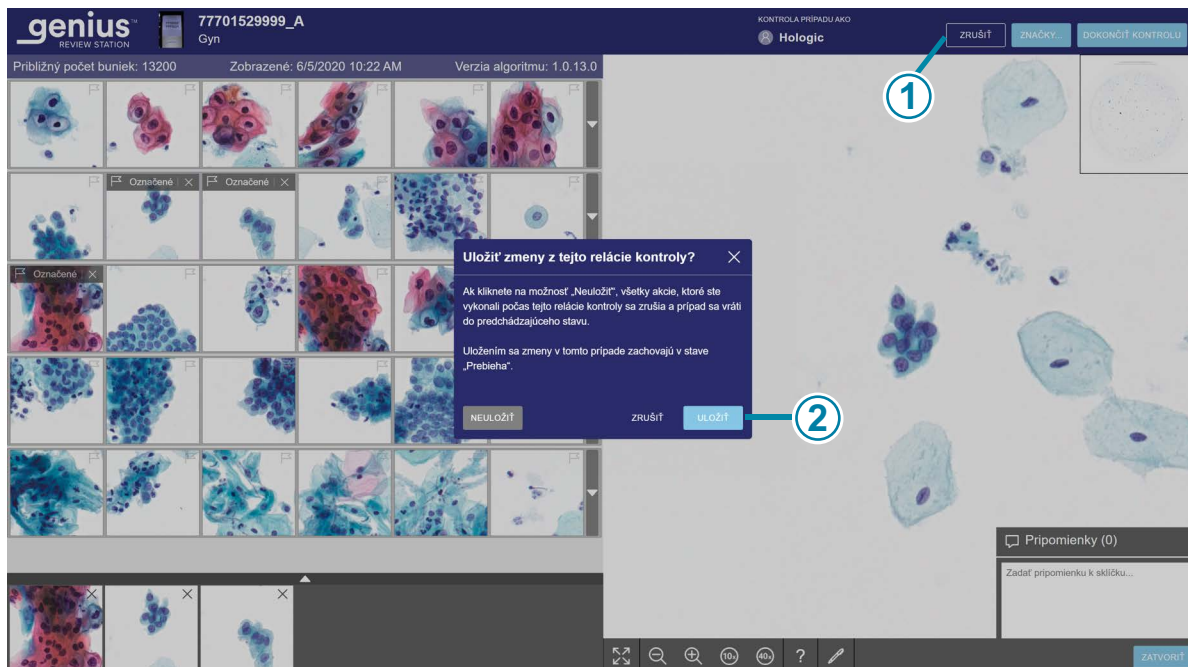 genius™
REVIEW STATION
77701529999_A
Gyn
KONTROLA PRÍPADU AKO
Hologic
ZRUŠIŤ
ZNAČKY...
DOKONČIŤ KONTROLU
1
Približný počet buniek: 13200
Zobrazené: 6/5/2020 10:22 AM
Verzia algoritmu: 1.0.13.0
Označené
Označené
Označené
Uložiť zmeny z tejto relácie kontroly?
Ak kliknete na možnosť „Neuložiť“, všetky akcie, ktoré ste
vykonali počas tejto relácie kontroly sa zrušia a prípad sa vráti
do predchádzajúceho stavu.
Uložením sa zmeny v tomto prípade zachovajú v stave
„Prebieha“.
NEULOŽIŤ
ZRUŠIŤ
ULOŽIŤ
2
Pripomienky (0)
Zadať pripomienku k sklíčku...
10x
40x
?
ZATVORIŤ